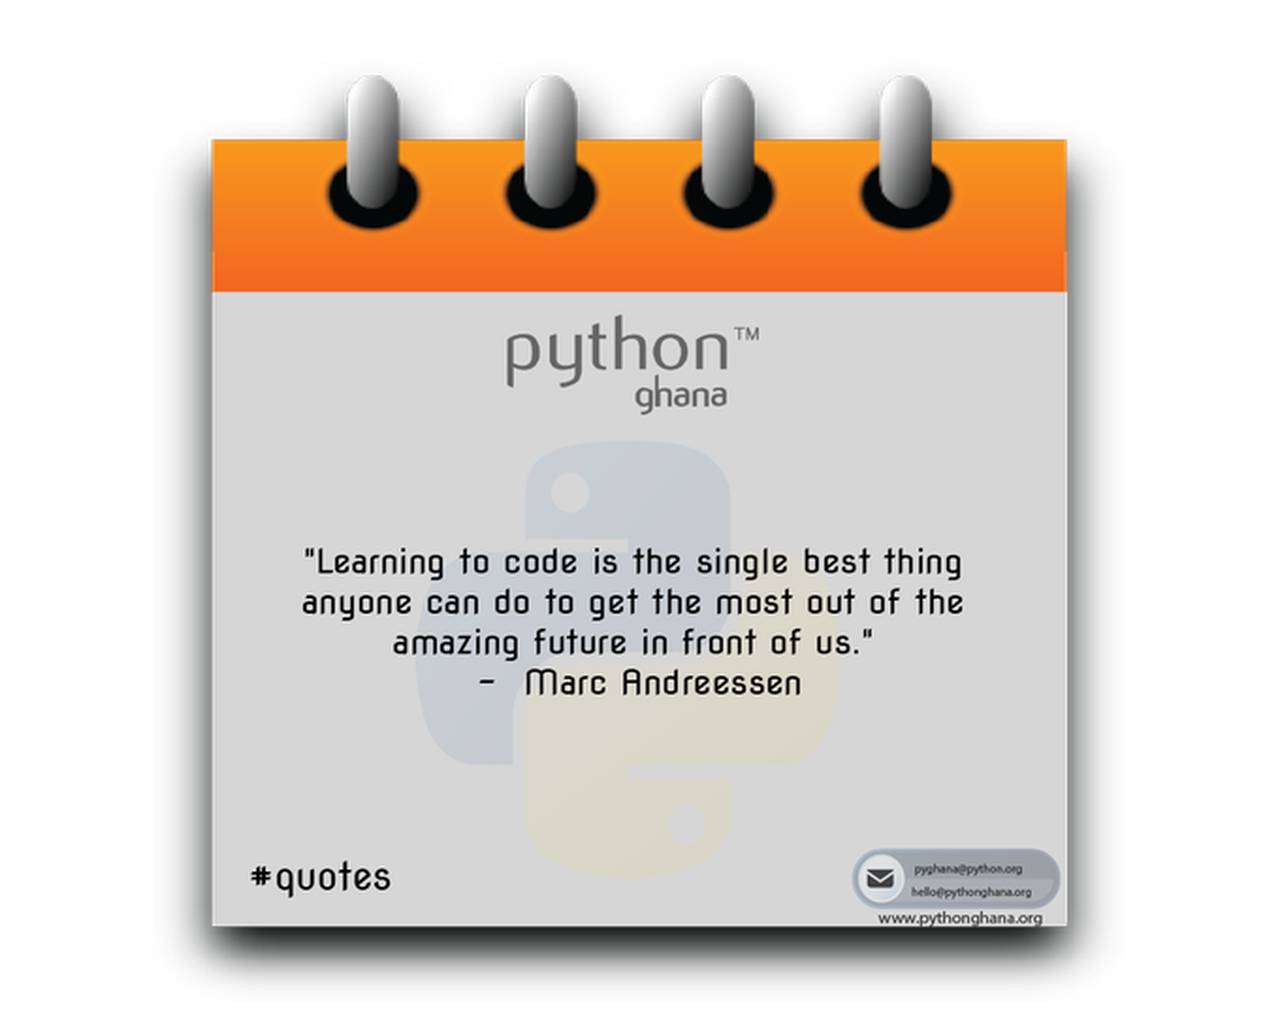 python™
ghana
"Learning to code is the single best thing
anyone can do to get the most out of the
amazing future in front of us."
- Marc Andreessen
#quotes
pyghana@python.org
hello@pythonghana.org
www.pythonghana.org